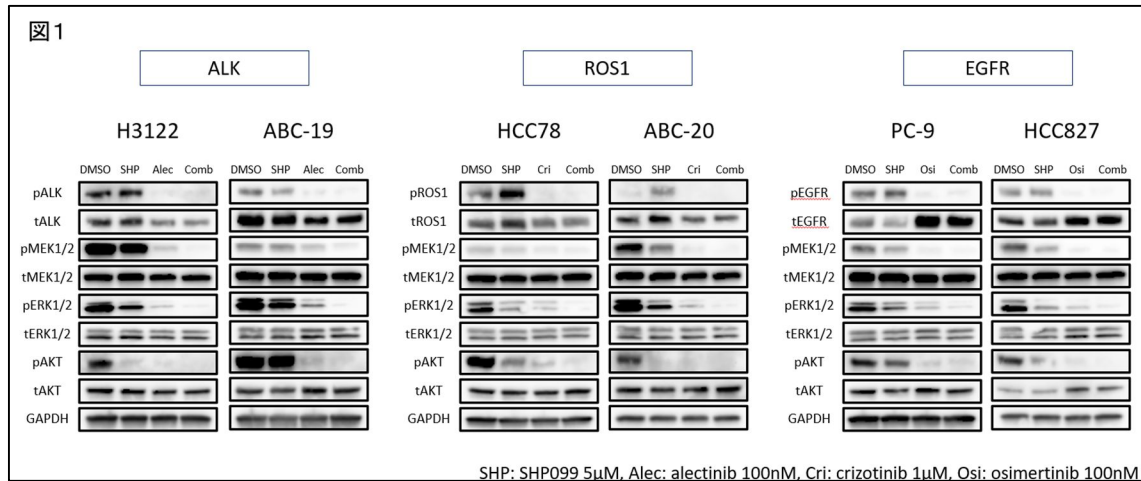 図1
ALK
ROS1
EGFR
H3122
ABC-19
HCC78
ABC-20
PC-9
HCC827
DMSO SHP Alec Comb
DMSO SHP Alec Comb
DMSO SHP Cri Comb
DMSO SHP Cri Comb
DMSO SHP Osi Comb
DMSO SHP Osi Comb
pALK
tALK
pMEK1/2
tMEK1/2
pERK1/2
tERK1/2
pAKT
tAKT
GAPDH
pROS1
tROS1
pMEK1/2
tMEK1/2
pERK1/2
tERK1/2
pAKT
tAKT
GAPDH
pEGFR
tEGFR
pMEK1/2
tMEK1/2
pERK1/2
tERK1/2
pAKT
tAKT
GAPDH
SHP: SHP099 5μM, Alec: alectinib 100nM, Cri: crizotinib 1μM, Osi: osimertinib 100nM